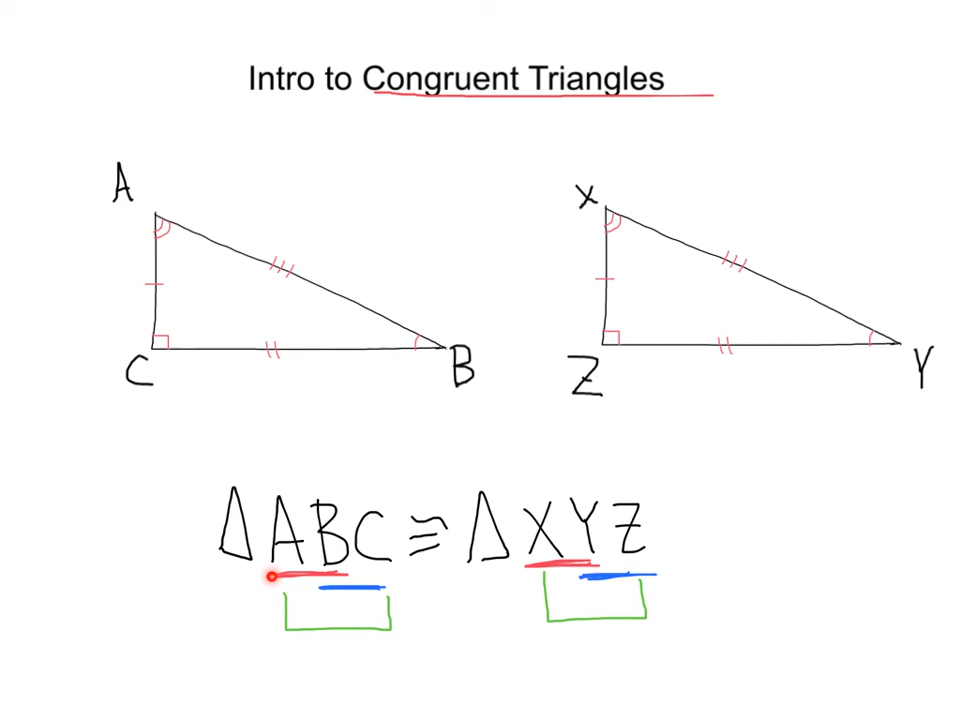 Intro to Congruent Triangles
A
X
C
B
Z
Y
ΔABC ≅ ΔXYZ